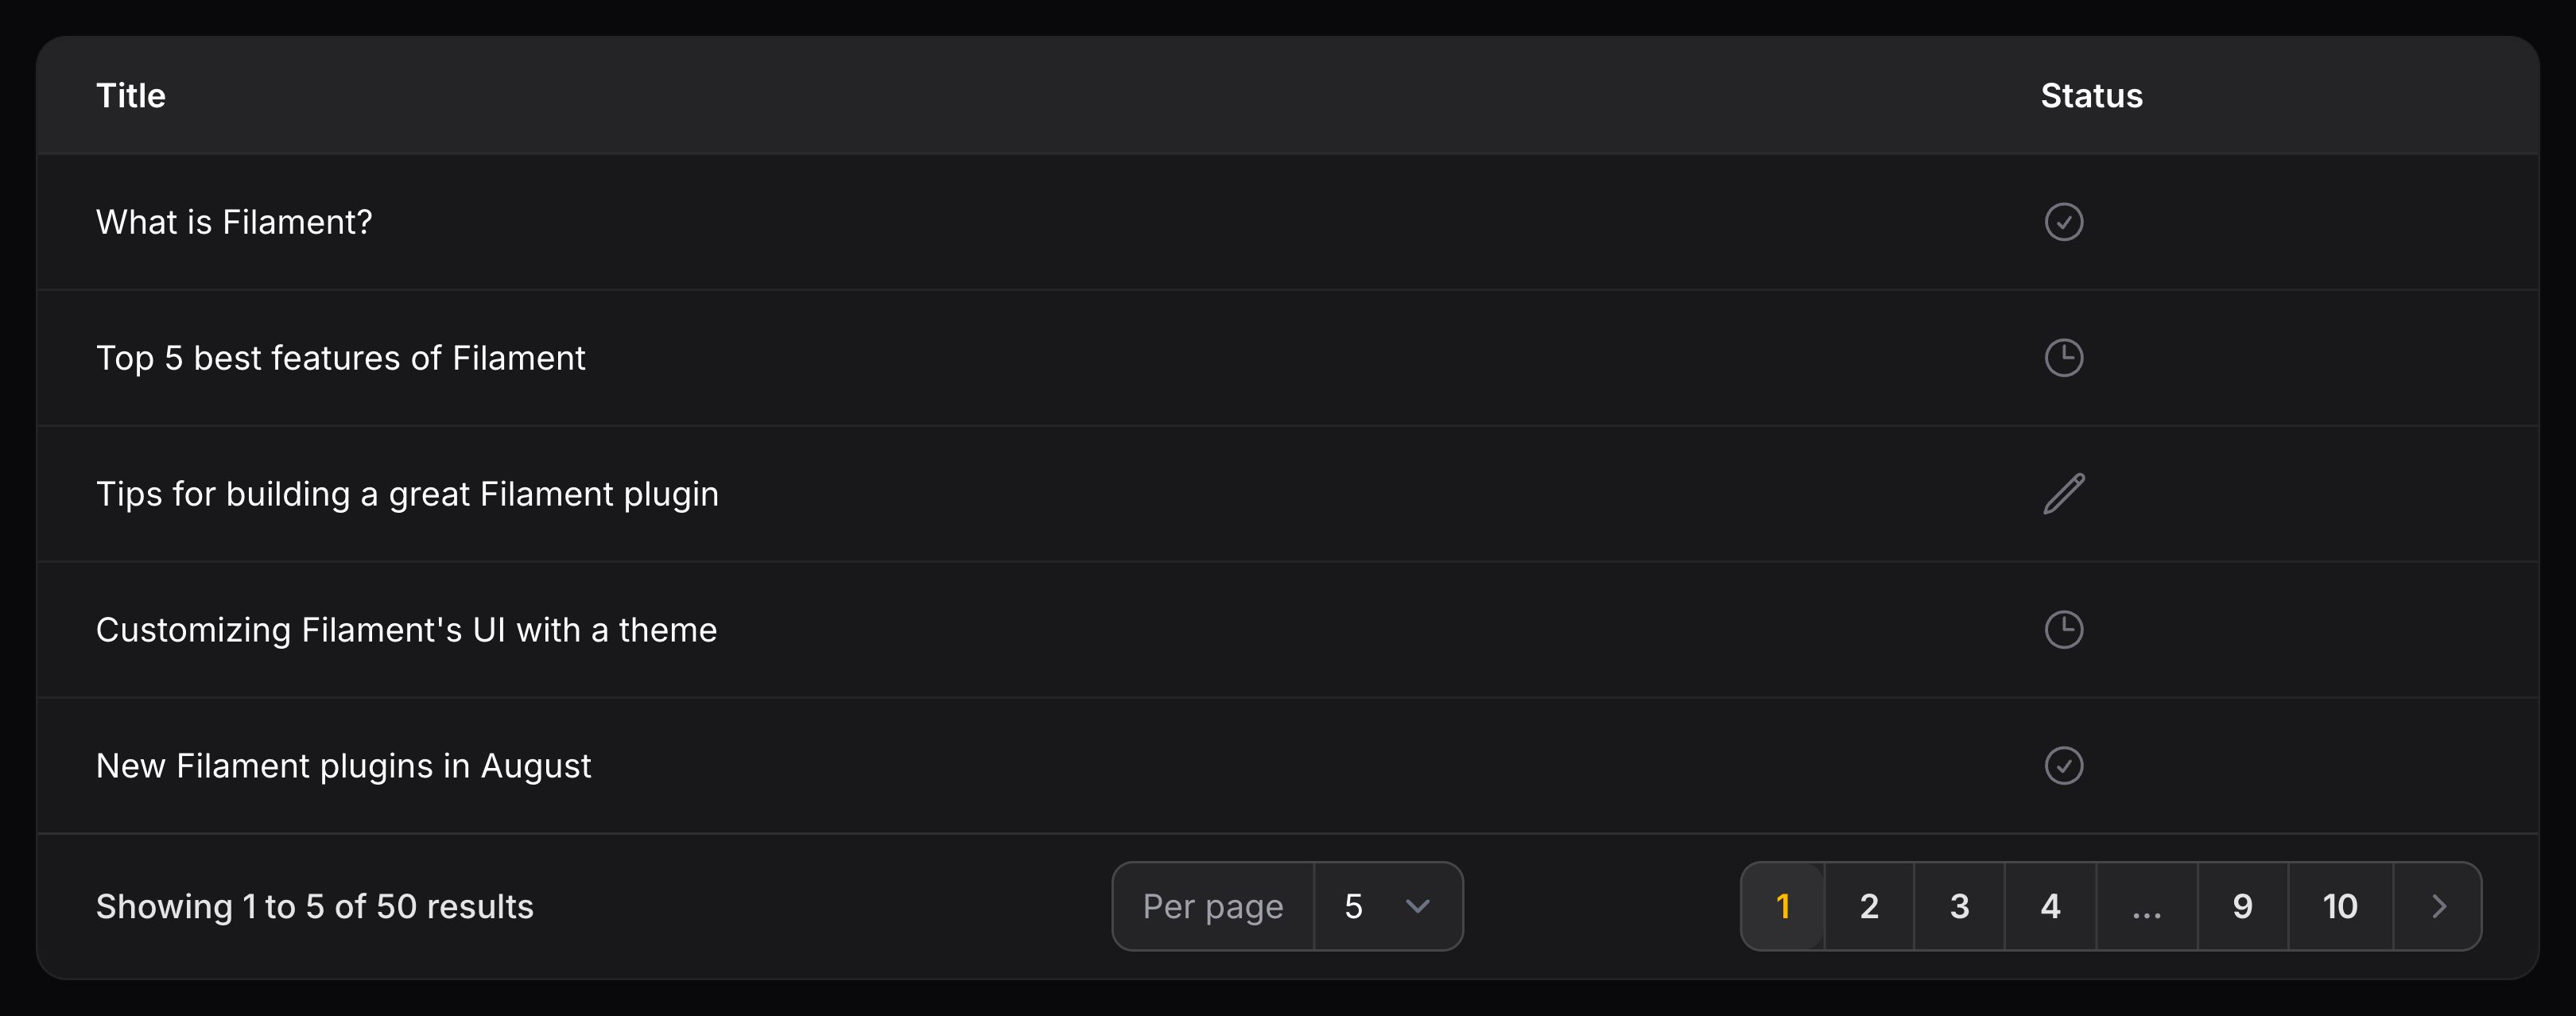 Title Status
What is Filament?
Top 5 best features of Filament
Tips for building a great Filament plugin
Customizing Filament's UI with a theme
New Filament plugins in August
Showing 1 to 5 of 50 results Per page 5 1 2 3 4 ... 9 10